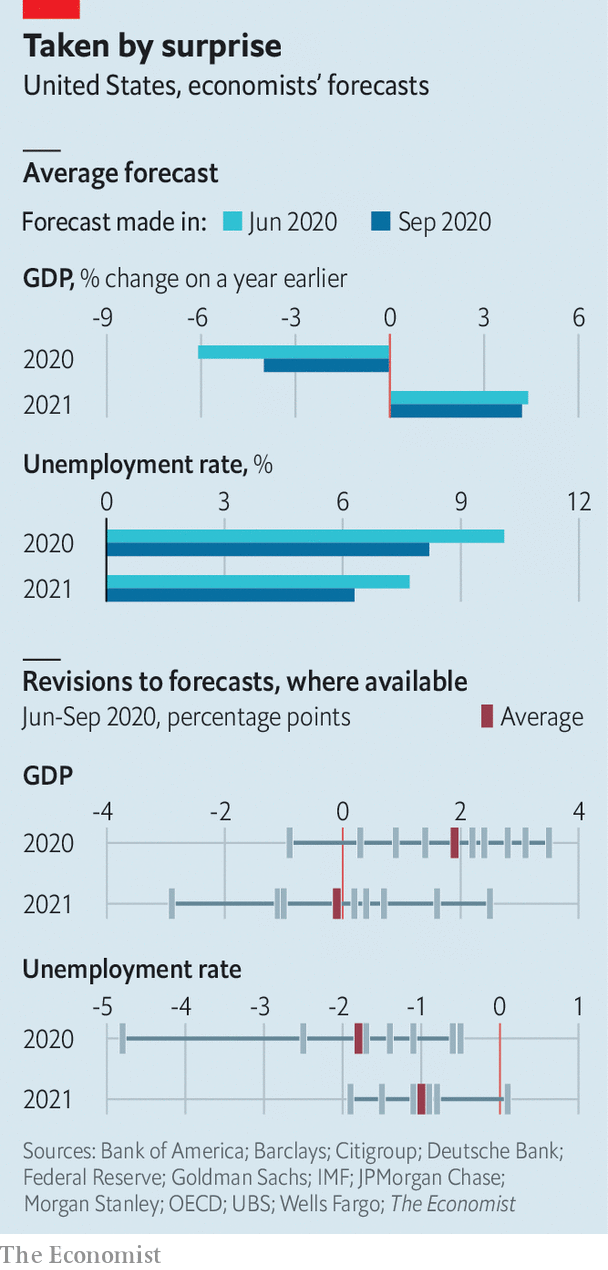 Taken by surprise
United States, economists’ forecasts
Average forecast
Forecast made in: Jun 2020 Sep 2020
GDP, % change on a year earlier
-9 -6 -3 0 3 6
2020
2021
Unemployment rate, %
0 3 6 9 12
2020
2021
Revisions to forecasts, where available
Jun-Sep 2020, percentage points Average
GDP
-4 -2 0 2 4
2020
2021
Unemployment rate
-5 -4 -3 -2 -1 0 1
2020
2021
Sources: Bank of America; Barclays; Citigroup; Deutsche Bank;
Federal Reserve; Goldman Sachs; IMF; JPMorgan Chase;
Morgan Stanley; OECD; UBS; Wells Fargo; The Economist
The Economist